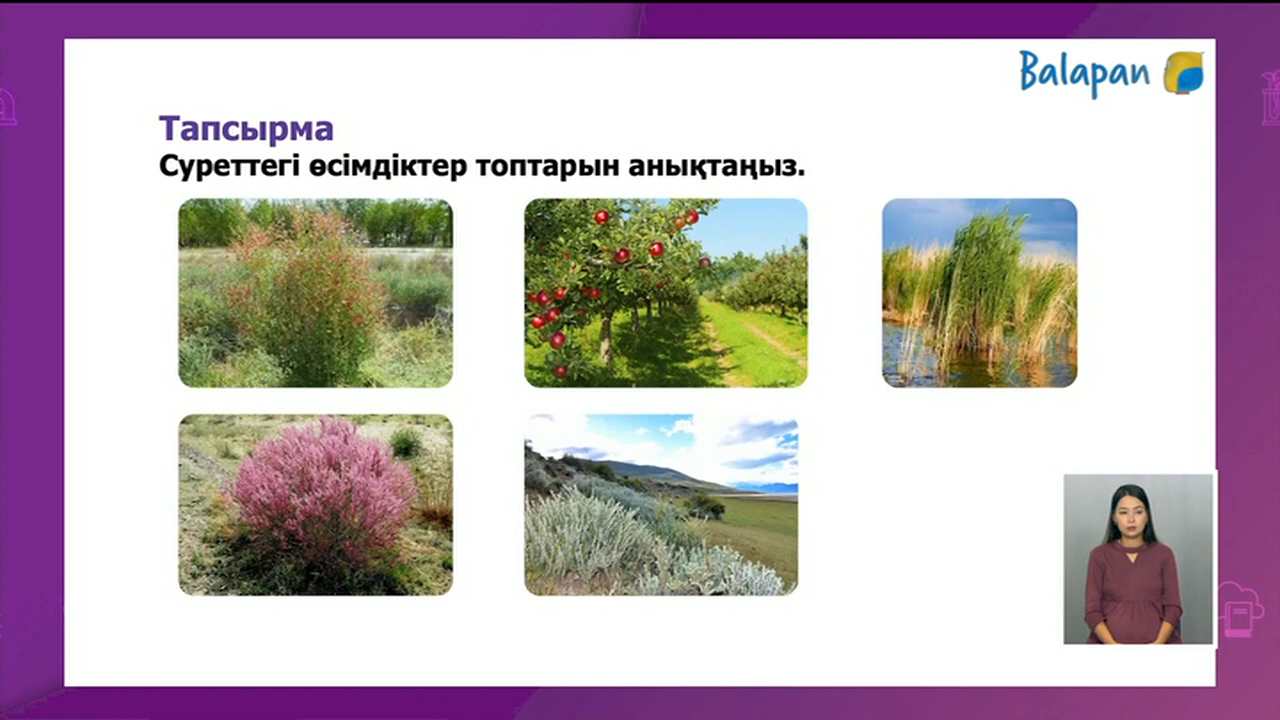 Balapan
Тапсырма
Суреттегі өсімдіктер топтарын анықтаңыз.